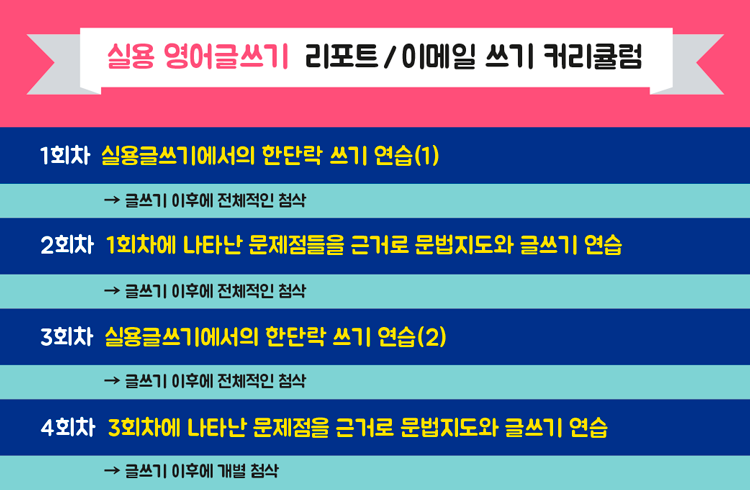 실용 영어글쓰기 리포트/이메일 쓰기 커리큘럼
1회차 실용글쓰기에서의 한단락 쓰기 연습(1)
→ 글쓰기 이후에 전체적인 첨삭
2회차 1회차에 나타난 문제점들을 근거로 문법지도와 글쓰기 연습
→ 글쓰기 이후에 전체적인 첨삭
3회차 실용글쓰기에서의 한단락 쓰기 연습(2)
→ 글쓰기 이후에 전체적인 첨삭
4회차 3회차에 나타난 문제점을 근거로 문법지도와 글쓰기 연습
→ 글쓰기 이후에 개별 첨삭